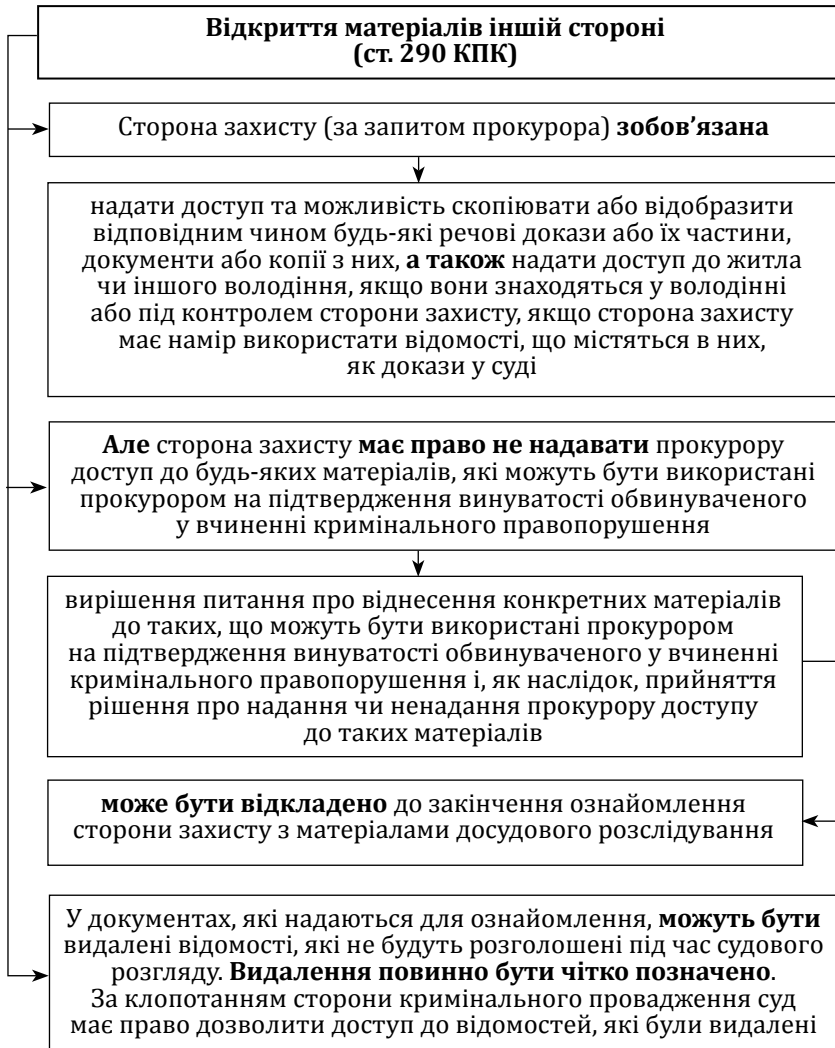 Відкриття матеріалів іншій стороні
(ст. 290 КПК)
Сторона захисту (за запитом прокурора) зобов’язана
надати доступ та можливість скопіювати або відобразити
відповідним чином будь-які речові докази або їх частини,
документи або копії з них, а також надати доступ до житла
чи іншого володіння, якщо вони знаходяться у володінні
або під контролем сторони захисту, якщо сторона захисту
має намір використати відомості, що містяться в них,
як докази у суді
Але сторона захисту має право не надавати прокурору
доступ до будь-яких матеріалів, які можуть бути використані
прокурором на підтвердження винуватості обвинуваченого
у вчиненні кримінального правопорушення
вирішення питання про віднесення конкретних матеріалів
до таких, що можуть бути використані прокурором
на підтвердження винуватості обвинуваченого у вчиненні
кримінального правопорушення і, як наслідок, прийняття
рішення про надання чи ненадання прокурору доступу
до таких матеріалів
може бути відкладено до закінчення ознайомлення
сторони захисту з матеріалами досудового розслідування
У документах, які надаються для ознайомлення, можуть бути
видалені відомості, які не будуть розголошені під час судового
розгляду. Видалення повинно бути чітко позначено.
За клопотанням сторони кримінального провадження суд
має право дозволити доступ до відомостей, які були видалені